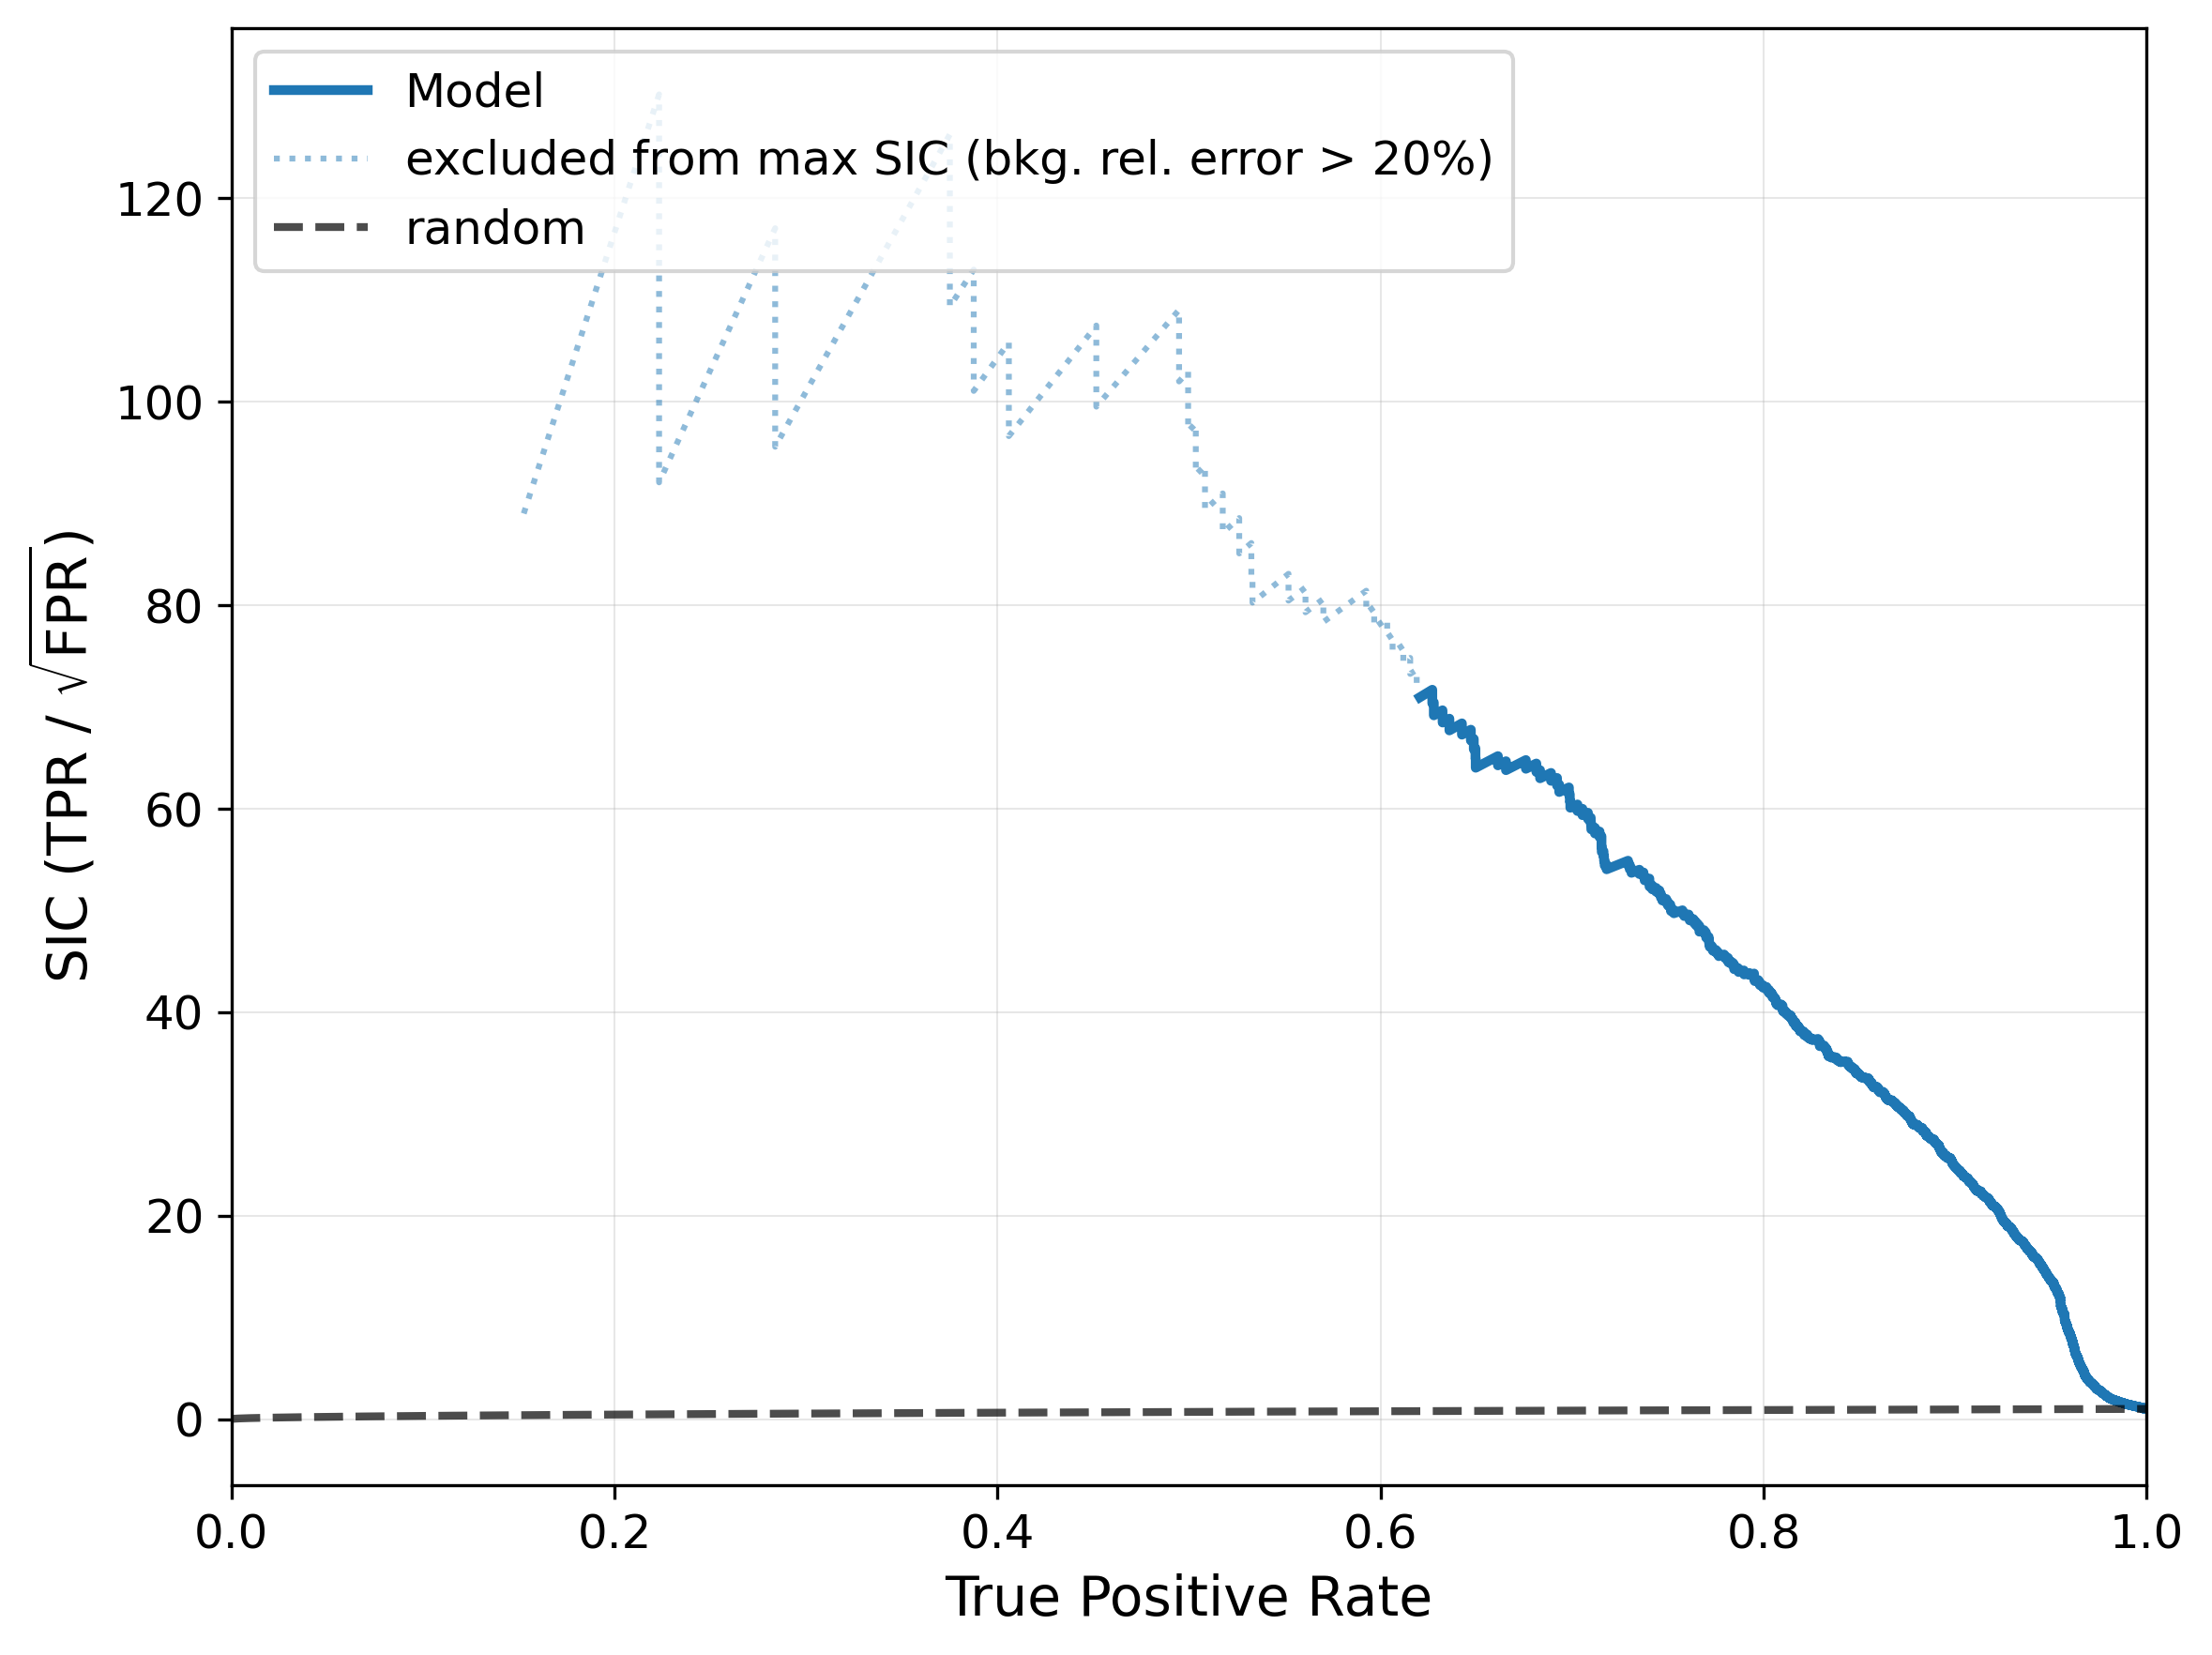 Model
excluded from max SIC (bkg. rel. error > 20%)
random
120
100
80
60
40
20
0
SIC (TPR / √FPR)
0.0 0.2 0.4 0.6 0.8 1.0
True Positive Rate